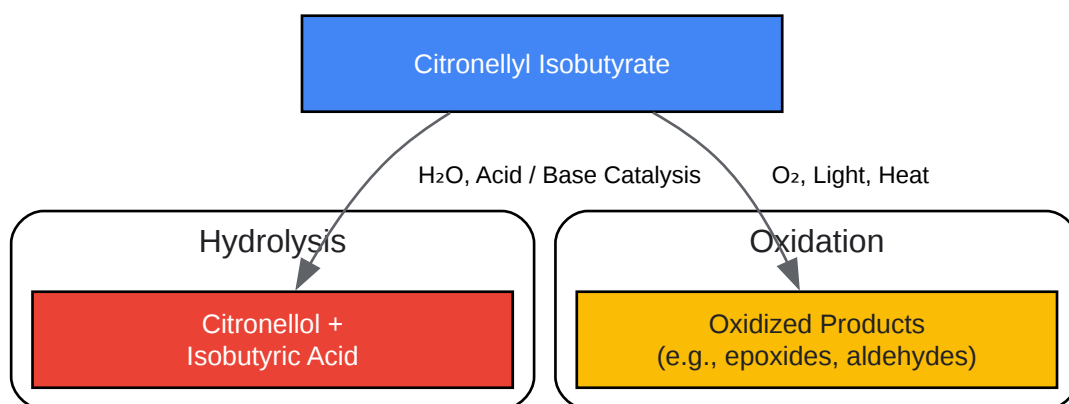 Citronellyl Isobutyrate
H₂O, Acid / Base Catalysis
O₂, Light, Heat
Hydrolysis
Oxidation
Citronellol +
Isobutyric Acid
Oxidized Products
(e.g., epoxides, aldehydes)